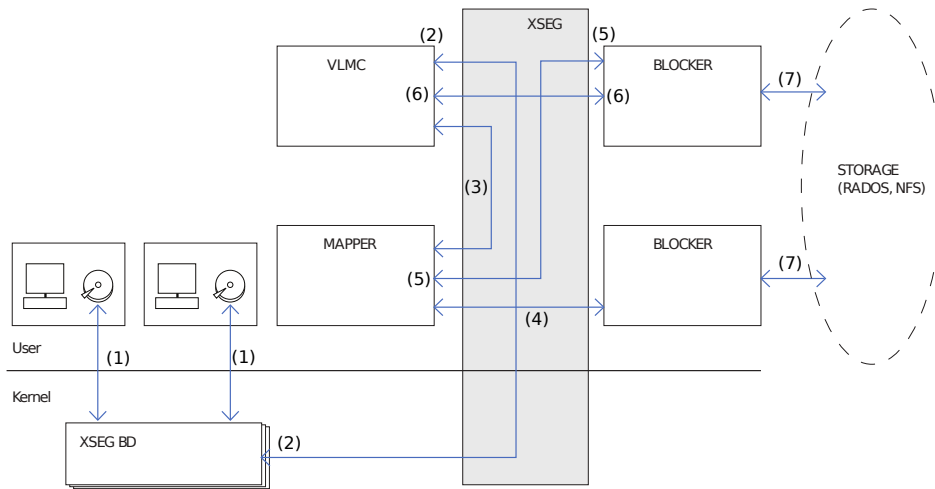 XSEG
(2)
(5)
VLMC
BLOCKER
(7)
(6)
(6)
STORAGE
(RADOS, NFS)
(3)
MAPPER
BLOCKER
(5)
(7)
(4)
User
(1)
(1)
Kernel
XSEG BD
(2)